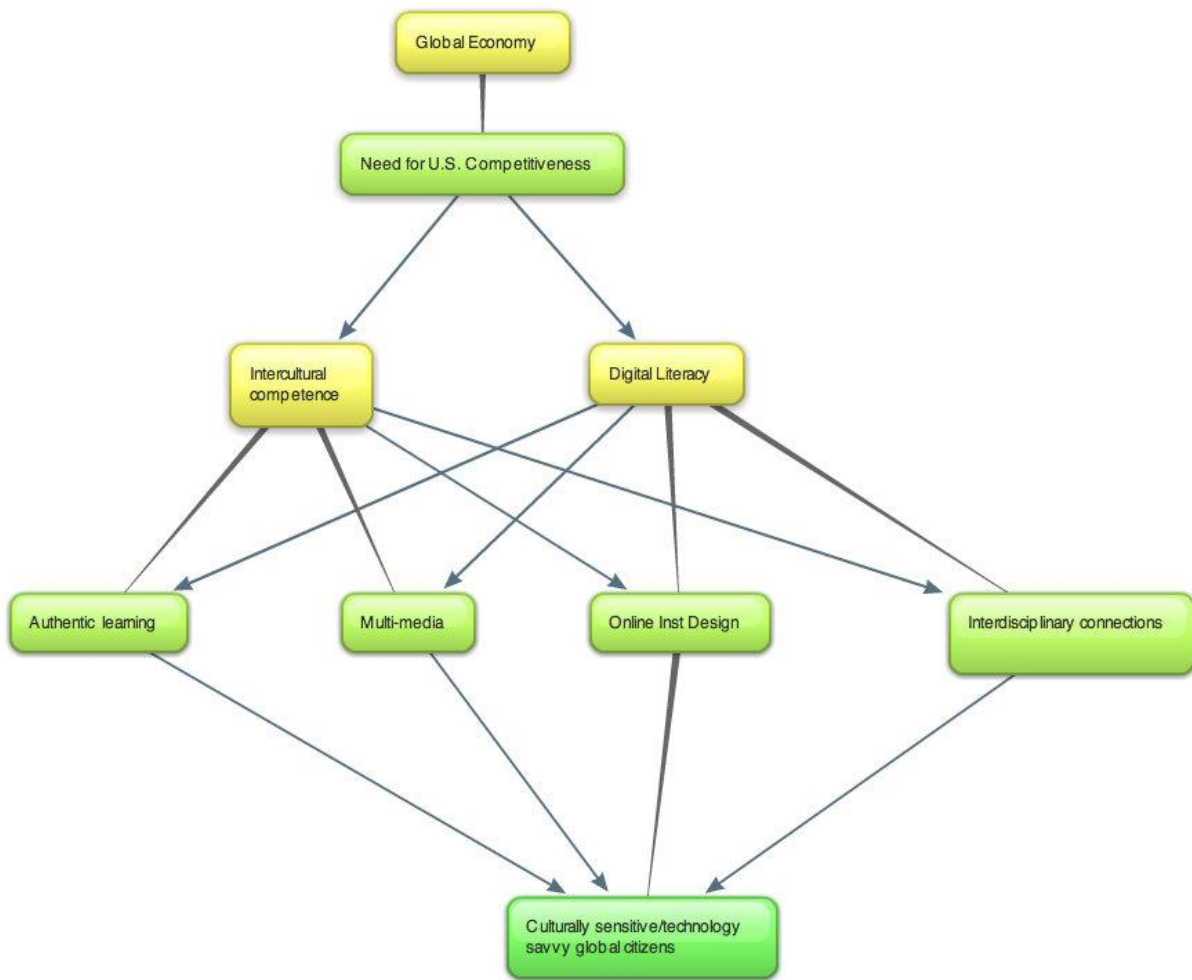 Global Economy
Need for U.S. Competitiveness
Intercultural
competence
Digital Literacy
Authentic learning
Multi-media
Online Inst Design
Interdisciplinary connections
Culturally sensitive/technology
savvy global citizens